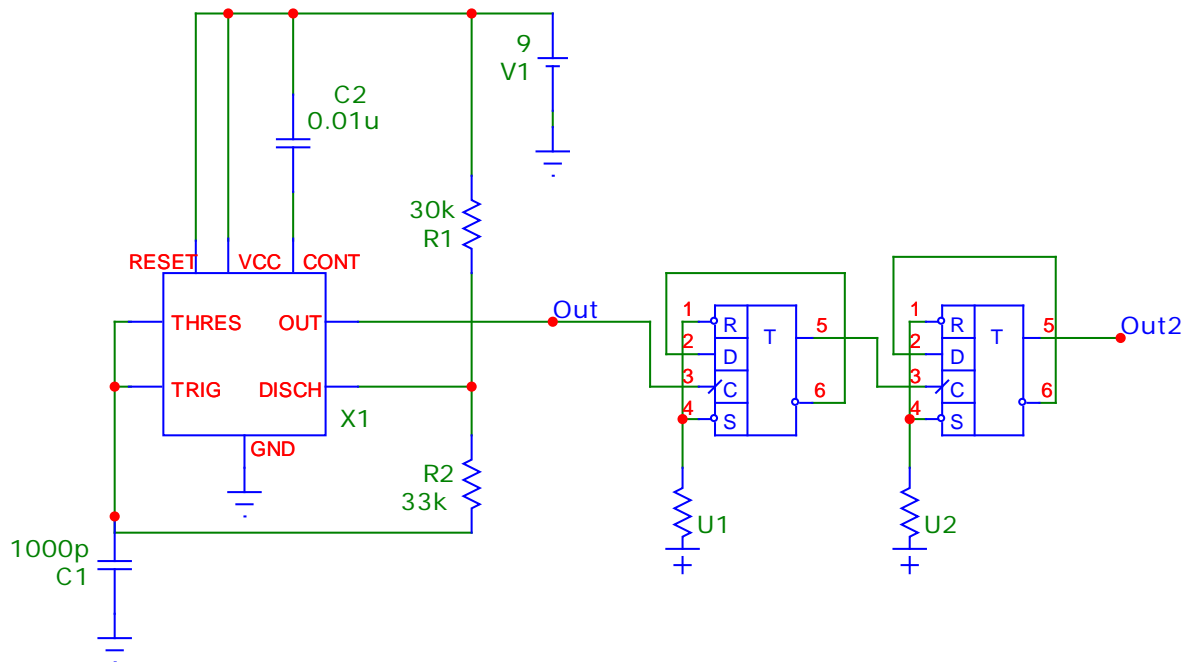 9
V1
C2
0.01u
30k
R1
RESET VCC CONT
THRES OUT
TRIG DISCH
X1
GND
R2
33k
1000p
C1
Out
1 R T 5
2 D
3 C 6
4 S
U1
1 R T 5
2 D
3 C 6
4 S
U2
Out2